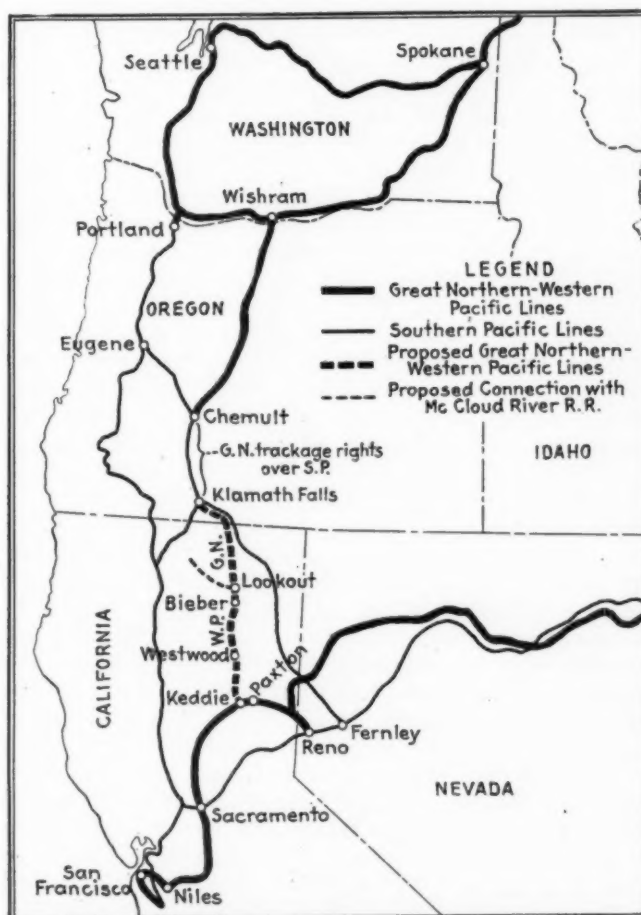 Seattle
Spokane
WASHINGTON
Wishram
Portland
LEGEND
Great Northern-Western
Pacific Lines
Southern Pacific Lines
Proposed Great Northern-
Western Pacific Lines
Proposed Connection with
Mc Cloud River R.R.
OREGON
Eugene
Chemult
G.N. trackage rights
over S.P.
IDAHO
Klamath Falls
G.N.
Lookout
Bieber
W.P.
Westwood
CALIFORNIA
Paxton
Keddie
Reno
Fernley
NEVADA
Sacramento
San
Francisco
Niles